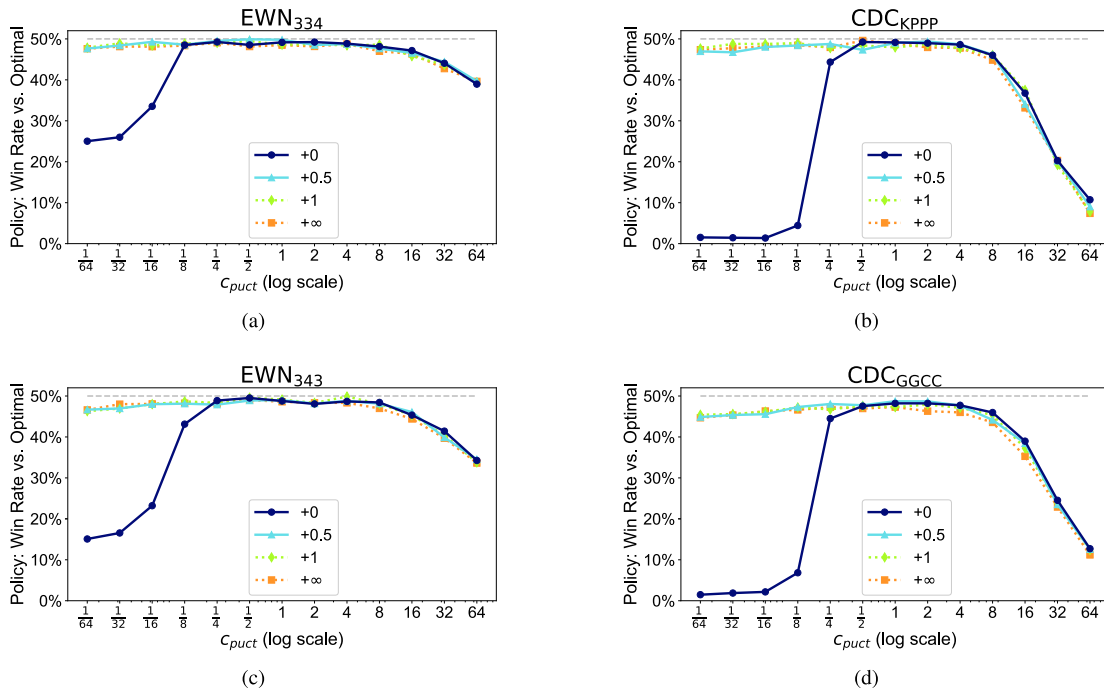 EWN334
Policy: Win Rate vs. Optimal
50%
40%
30%
20%
10%
0%
+0
+0.5
+1
+∞
1/64 1/32 1/16 1/8 1/4 1/2 1 2 4 8 16 32 64
cpuct (log scale)
(a)
CDCKPPP
Policy: Win Rate vs. Optimal
50%
40%
30%
20%
10%
0%
+0
+0.5
+1
+∞
1/64 1/32 1/16 1/8 1/4 1/2 1 2 4 8 16 32 64
cpuct (log scale)
(b)
EWN343
Policy: Win Rate vs. Optimal
50%
40%
30%
20%
10%
0%
+0
+0.5
+1
+∞
1/64 1/32 1/16 1/8 1/4 1/2 1 2 4 8 16 32 64
cpuct (log scale)
(c)
CDCGGCC
Policy: Win Rate vs. Optimal
50%
40%
30%
20%
10%
0%
+0
+0.5
+1
+∞
1/64 1/32 1/16 1/8 1/4 1/2 1 2 4 8 16 32 64
cpuct (log scale)
(d)